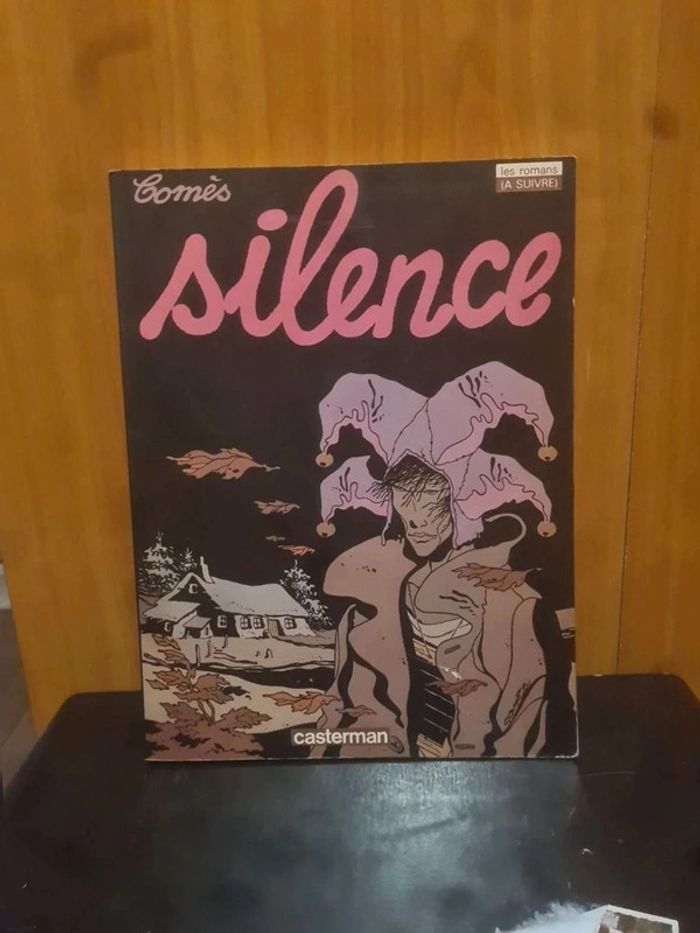 Comès
les romans
(A SUIVRE)
silence
casterman